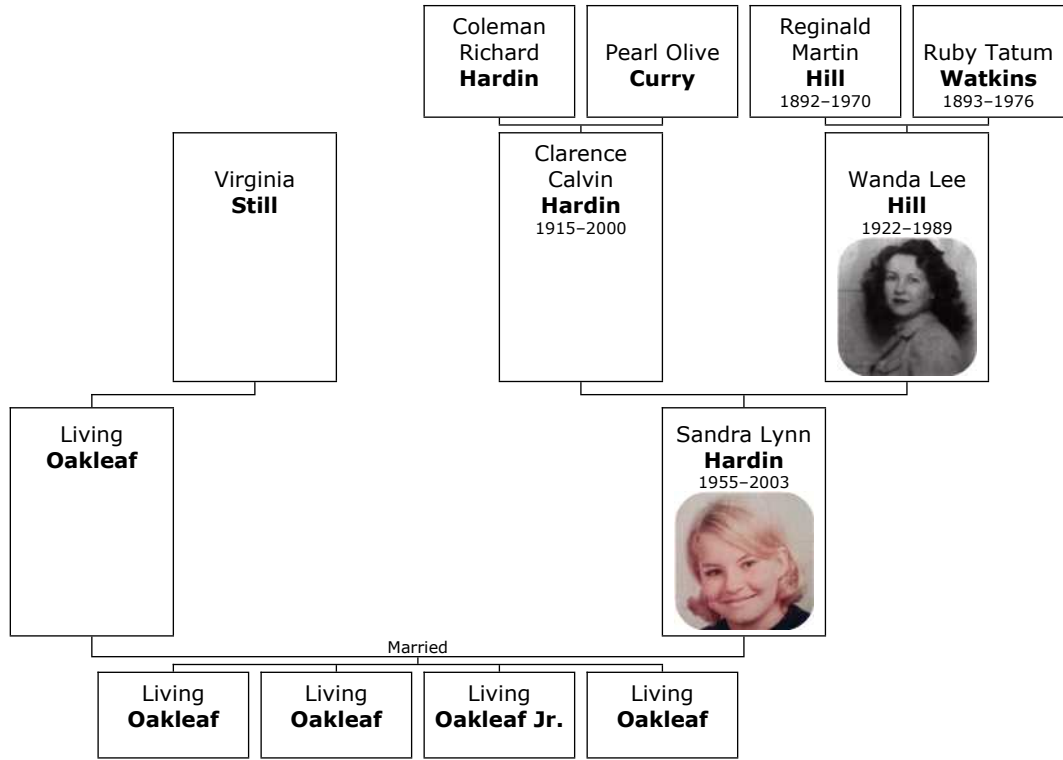 Coleman
Richard
Hardin
Pearl Olive
Curry
Reginald
Martin
Hill
1892–1970
Ruby Tatum
Watkins
1893–1976
Virginia
Still
Clarence
Calvin
Hardin
1915–2000
Wanda Lee
Hill
1922–1989
Living
Oakleaf
Sandra Lynn
Hardin
1955–2003
Married
Living
Oakleaf
Living
Oakleaf
Living
Oakleaf Jr.
Living
Oakleaf